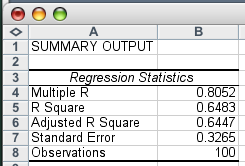 A B
1 SUMMARY OUTPUT
2
3 Regression Statistics
4 Multiple R 0.8052
5 R Square 0.6483
6 Adjusted R Square 0.6447
7 Standard Error 0.3265
8 Observations 100